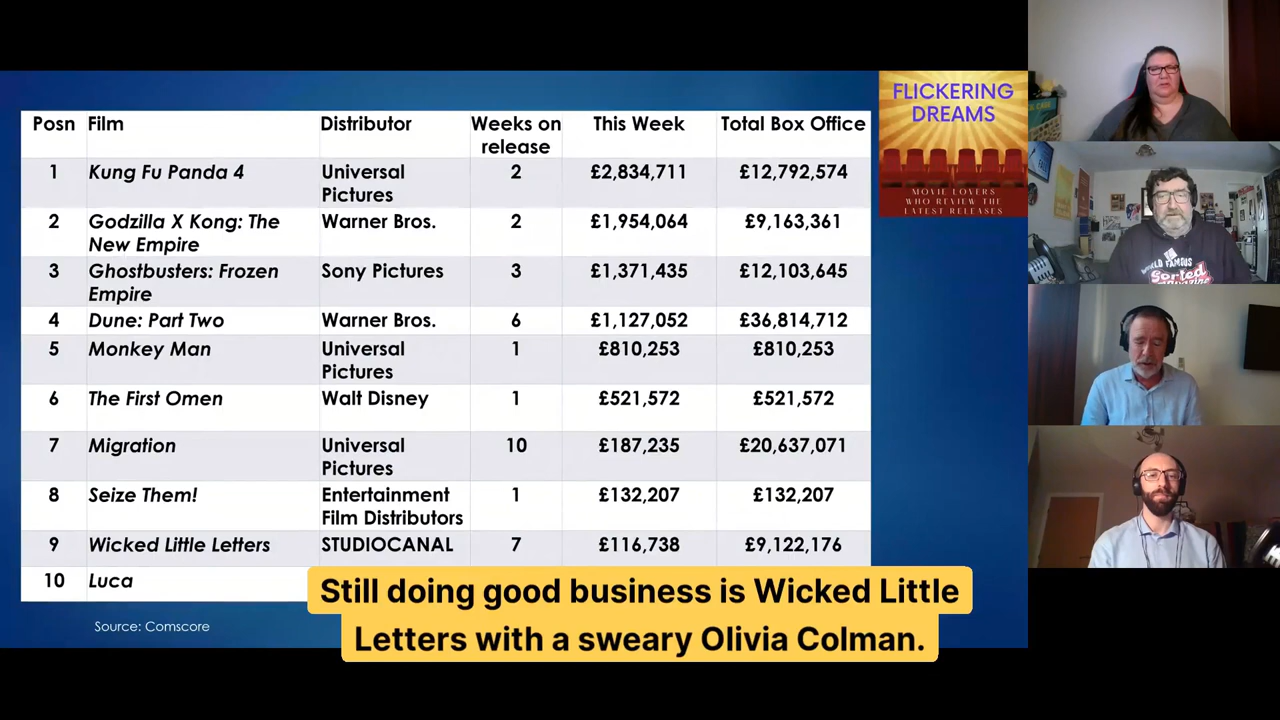 Posn Film Distributor Weeks on release This Week Total Box Office
1 Kung Fu Panda 4 Universal Pictures 2 £2,834,711 £12,792,574
2 Godzilla X Kong: The New Empire Warner Bros. 2 £1,954,064 £9,163,361
3 Ghostbusters: Frozen Empire Sony Pictures 3 £1,371,435 £12,103,645
4 Dune: Part Two Warner Bros. 6 £1,127,052 £36,814,712
5 Monkey Man Universal Pictures 1 £810,253 £810,253
6 The First Omen Walt Disney 1 £521,572 £521,572
7 Migration Universal Pictures 10 £187,235 £20,637,071
8 Seize Them! Entertainment Film Distributors 1 £132,207 £132,207
9 Wicked Little Letters STUDIOCANAL 7 £116,738 £9,122,176
10 Luca
Source: Comscore
Still doing good business is Wicked Little
Letters with a sweary Olivia Colman.
FLICKERING
DREAMS
MOVIE LOVERS
WHO REVIEW THE
LATEST RELEASES
FAMOUS
Sorted